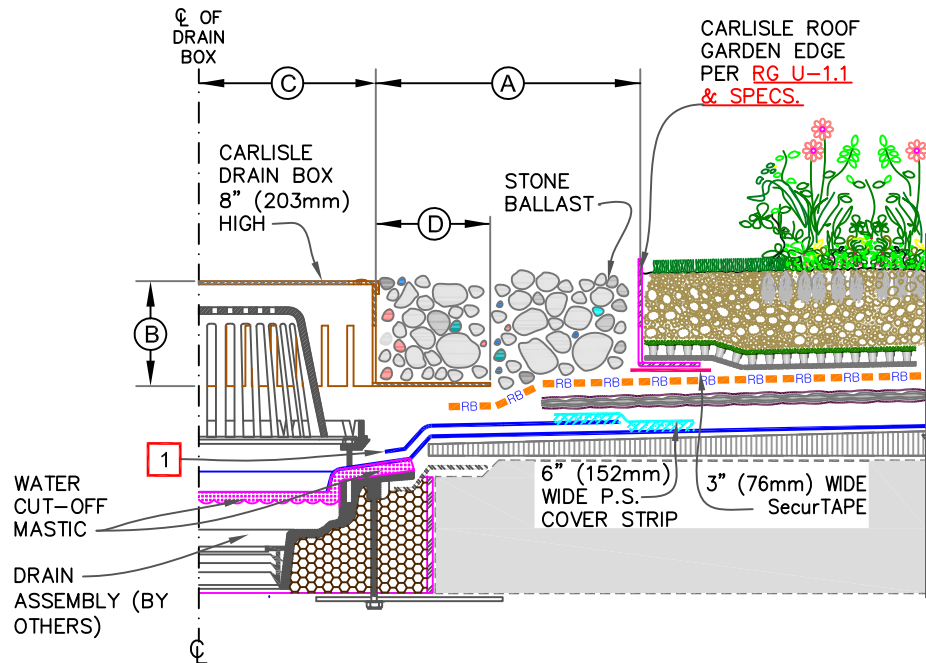 ℄ OF
DRAIN
BOX
C
A
CARLISLE ROOF
GARDEN EDGE
PER RG U-1.1
& SPECS.
CARLISLE
DRAIN BOX
8" (203mm)
HIGH
STONE
BALLAST
D
B
RB RB RB RB RB RB RB RB RB
1
WATER
CUT-OFF
MASTIC
6" (152mm)
WIDE P.S.
COVER STRIP
3" (76mm) WIDE
SecurTAPE
DRAIN
ASSEMBLY (BY
OTHERS)
℄